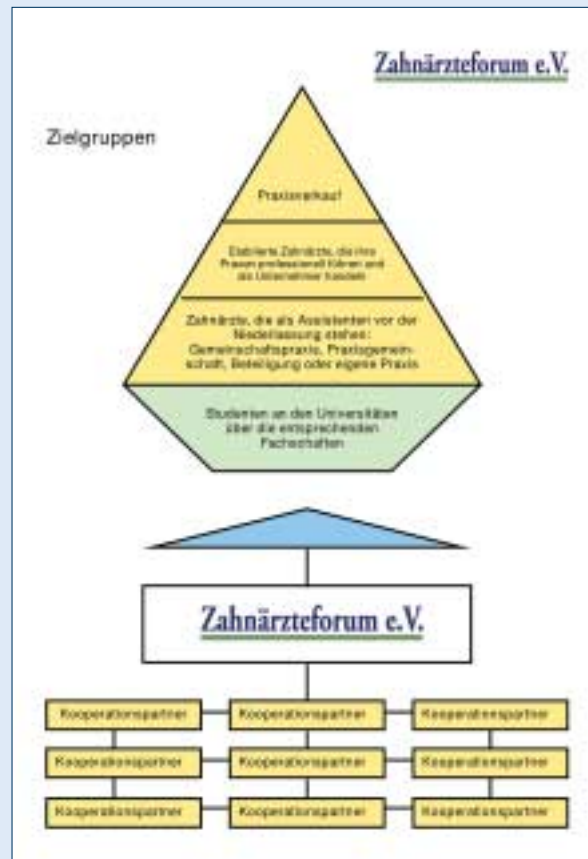 Zahnärzteforum e.V.
Zielgruppen
Praxisverkauf
Etablierte Zahnärzte, die ihre
Praxen professionell führen und
als Unternehmer handeln
Zahnärzte, die als Assistenten vor der
Niederlassung stehen:
Gemeinschaftspraxis, Praxisgemein-
schaft, Beteiligung oder eigene Praxis
Studenten an den Universitäten
über die entsprechenden
Fachschaften
Zahnärzteforum e.V.
Kooperationspartner Kooperationspartner Kooperationspartner
Kooperationspartner Kooperationspartner Kooperationspartner
Kooperationspartner Kooperationspartner Kooperationspartner